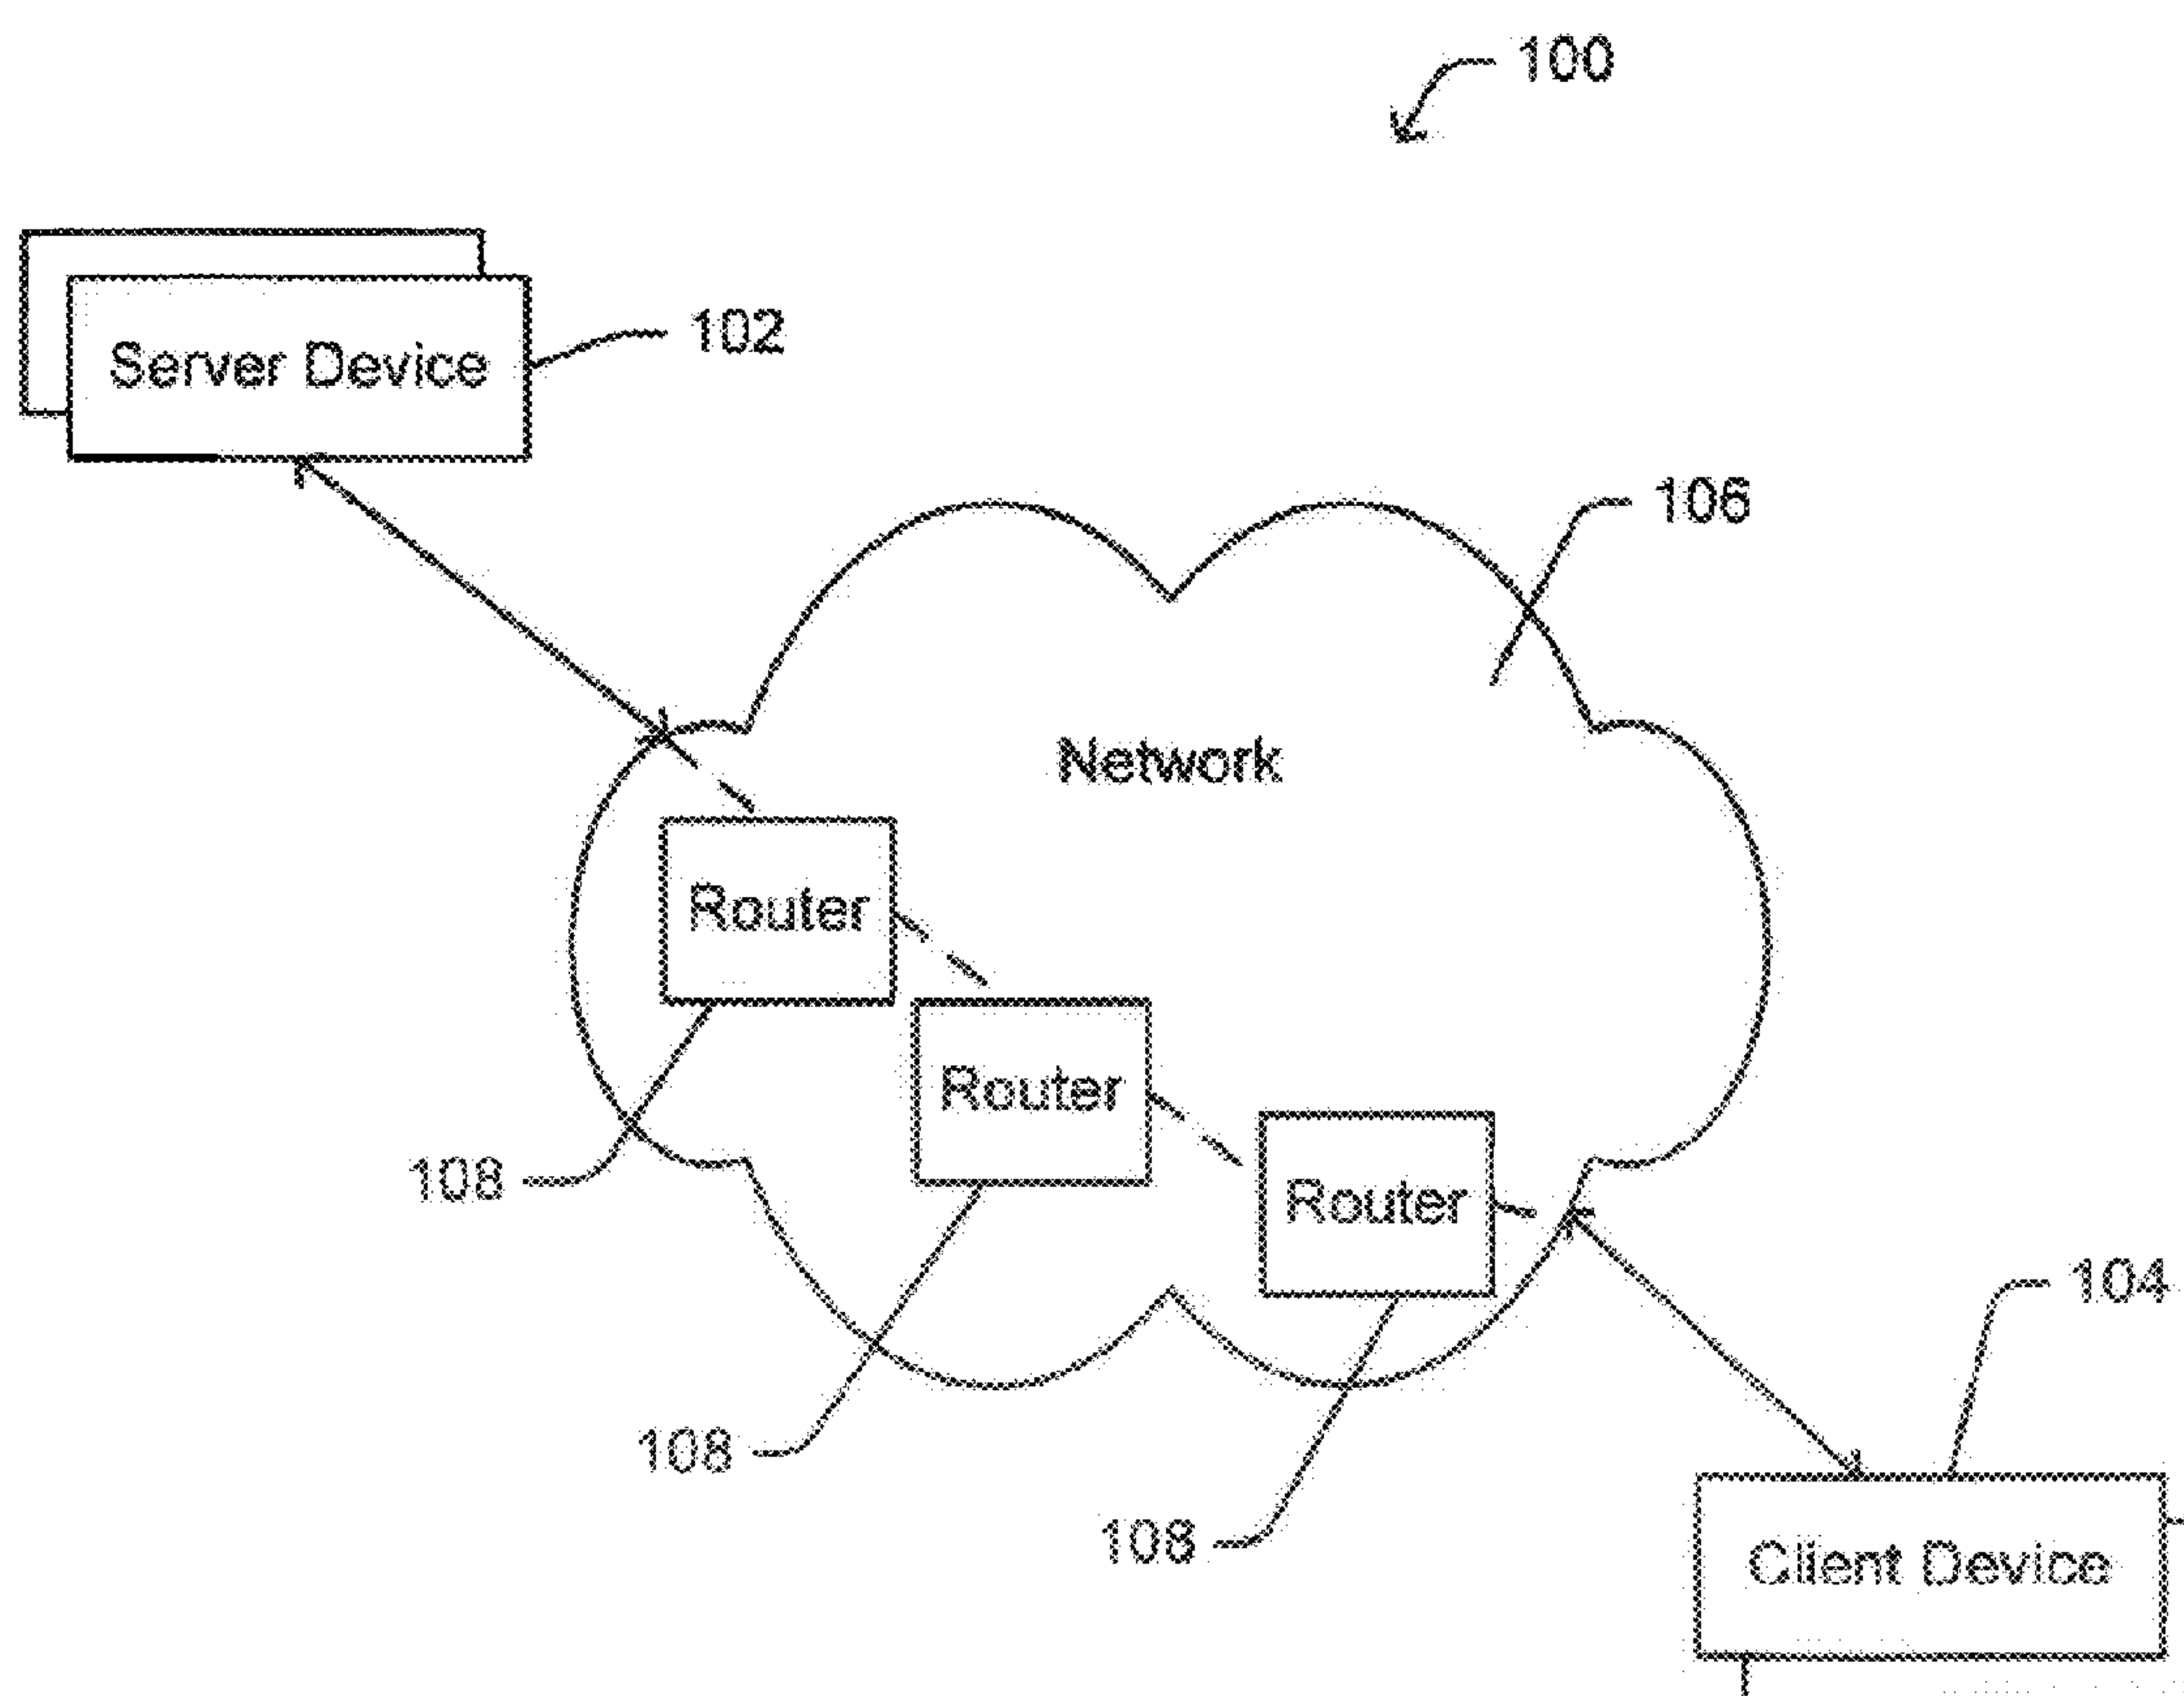 100
102
Server Device
106
Network
Router
Router
108
Router
104
108
108
Client Device